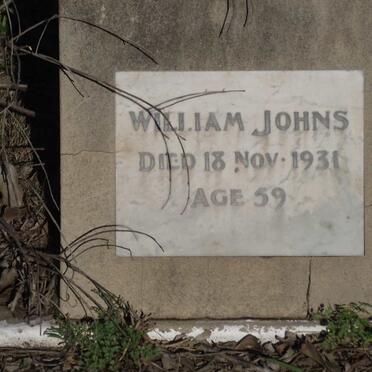 WILLIAM JOHNS
DIED 18 NOV. 1931
AGE 59